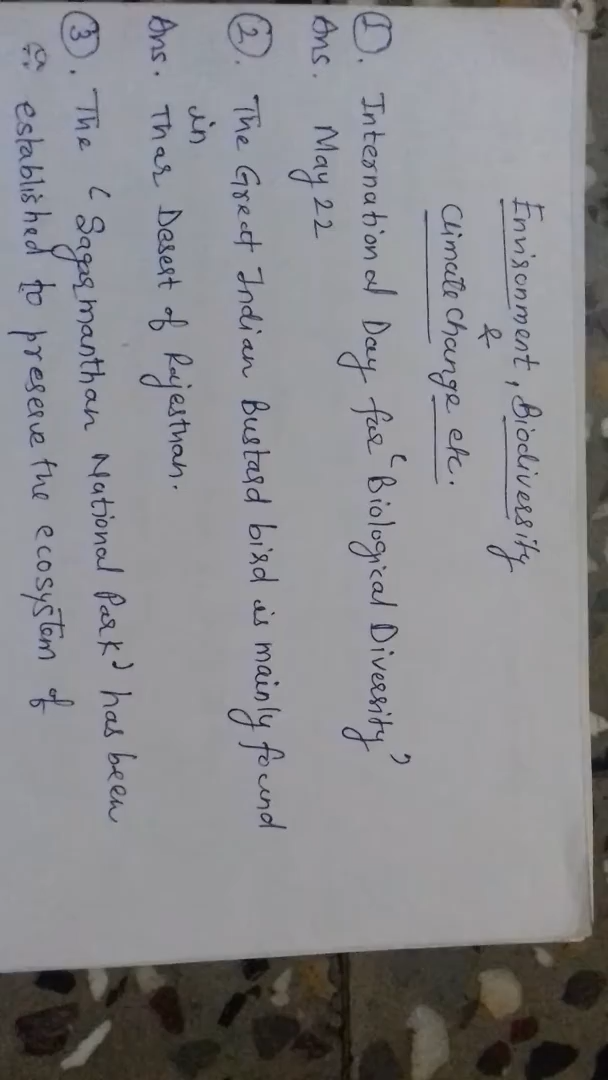 Environment, Biodiversity
&
Climate change etc.
①. International Day for 'Biological Diversity'
Ans. May 22
②. The Great Indian Bustard bird is mainly found
in
Ans. Thar Desert of Rajesthan.
③. The 'Sagarmanthan National Park' has been
established to preserve the ecosystem of